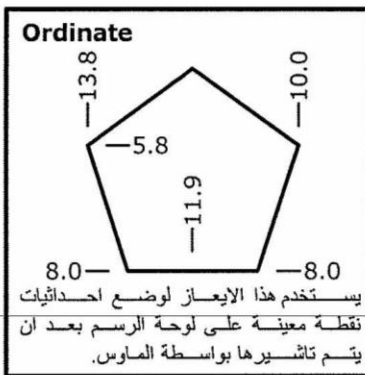 Ordinate
13.8
10.0
5.8
11.9
8.0
8.0
يستخدم هذا الايعاز لوضع احداثيات
نقطة معينة على لوحة الرسم بعد ان
يتم تاشيرها بواسطة الماوس.